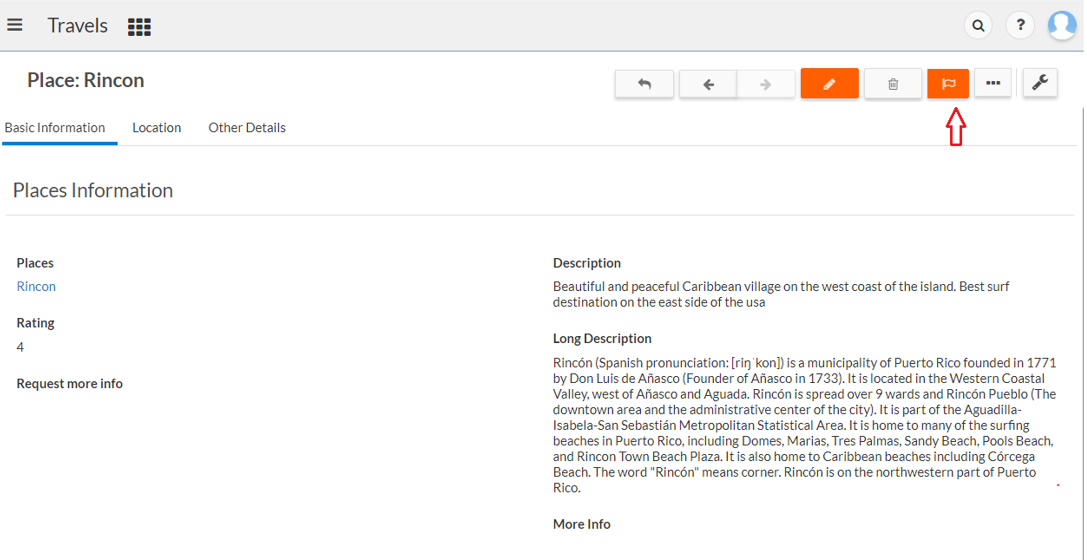 Travels
?
Place: Rincon
Basic Information
Location
Other Details
Places Information
Places
Rincon
Rating
4
Request more info
Description
Beautiful and peaceful Caribbean village on the west coast of the island. Best surf
destination on the east side of the usa
Long Description
Rincón (Spanish pronunciation: [riŋˈkon]) is a municipality of Puerto Rico founded in 1771
by Don Luis de Añasco (Founder of Añasco in 1733). It is located in the Western Coastal
Valley, west of Añasco and Aguada. Rincón is spread over 9 wards and Rincón Pueblo (The
downtown area and the administrative center of the city). It is part of the Aguadilla-
Isabela-San Sebastián Metropolitan Statistical Area. It is home to many of the surfing
beaches in Puerto Rico, including Domes, Marias, Tres Palmas, Sandy Beach, Pools Beach,
and Rincon Town Beach Plaza. It is also home to Caribbean beaches including Córcega
Beach. The word "Rincón" means corner. Rincón is on the northwestern part of Puerto
Rico.
More Info